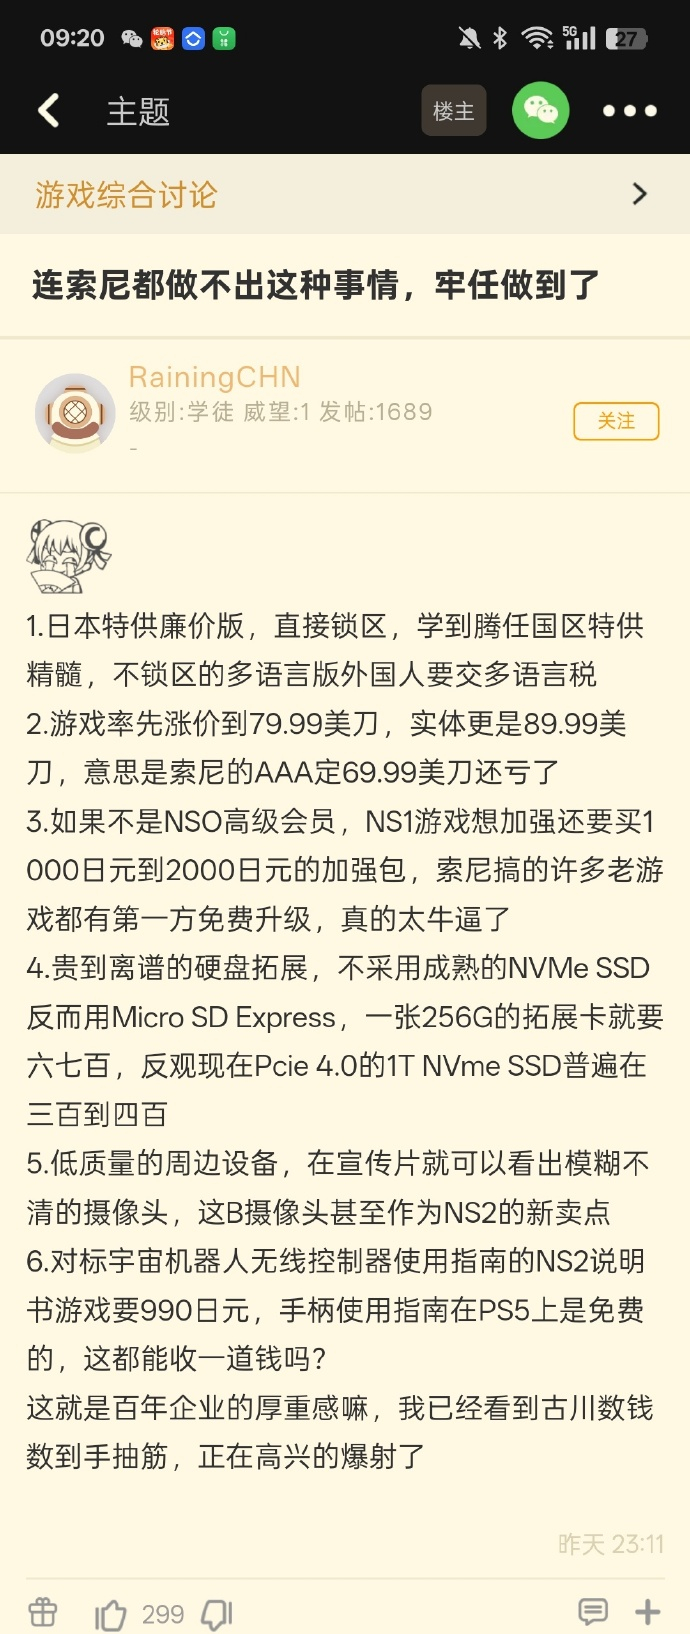 09:20
5G
27
主题
楼主
游戏综合讨论
连索尼都做不出这种事情，牢任做到了
RainingCHN
级别:学徒 威望:1 发帖:1689
-
关注
1.日本特供廉价版，直接锁区，学到腾任国区特供
精髓，不锁区的多语言版外国人要交多语言税
2.游戏率先涨价到79.99美刀，实体更是89.99美
刀，意思是索尼的AAA定69.99美刀还亏了
3.如果不是NSO高级会员，NS1游戏想加强还要买1
000日元到2000日元的加强包，索尼搞的许多老游
戏都有第一方免费升级，真的太牛逼了
4.贵到离谱的硬盘拓展，不采用成熟的NVMe SSD
反而用Micro SD Express，一张256G的拓展卡就要
六七百，反观现在Pcie 4.0的1T NVme SSD普遍在
三百到四百
5.低质量的周边设备，在宣传片就可以看出模糊不
清的摄像头，这B摄像头甚至作为NS2的新卖点
6.对标宇宙机器人无线控制器使用指南的NS2说明
书游戏要990日元，手柄使用指南在PS5上是免费
的，这都能收一道钱吗？
这就是百年企业的厚重感嘛，我已经看到古川数钱
数到手抽筋，正在高兴的爆射了
昨天 23:11
299